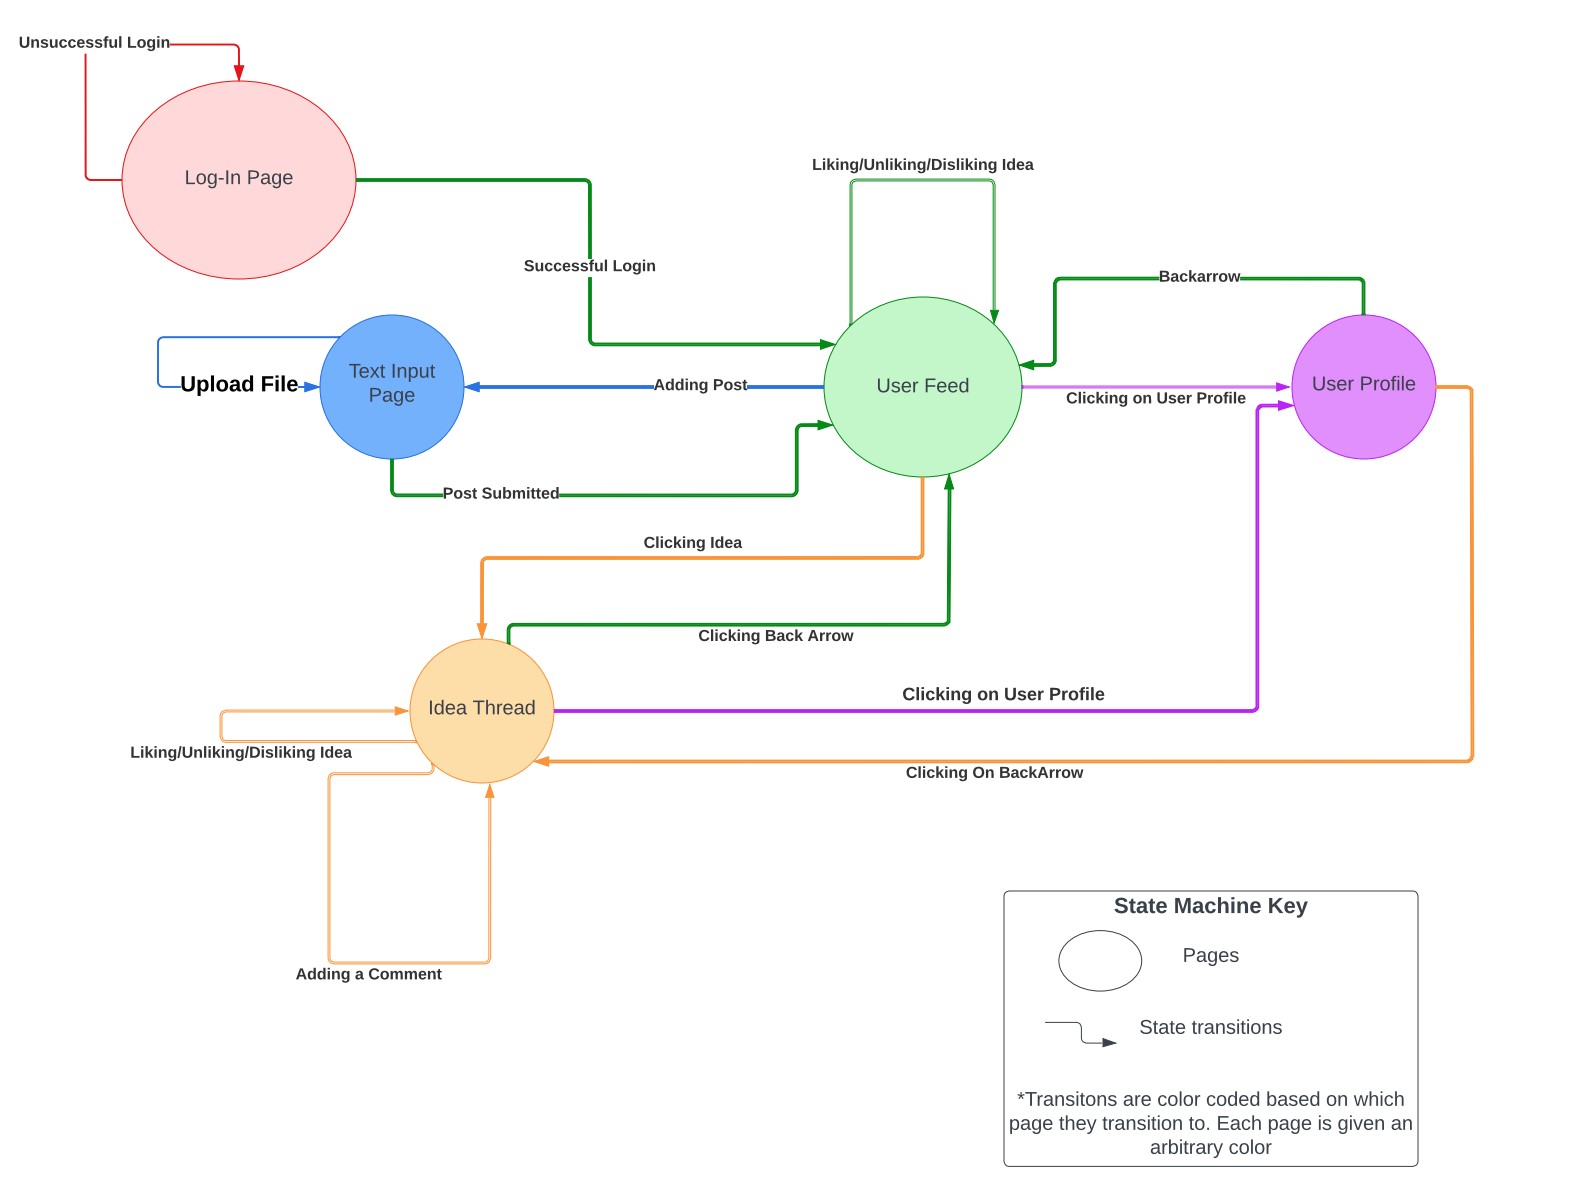 Unsuccessful Login
Log-In Page
Liking/Unliking/Disliking Idea
Successful Login
Backarrow
Text Input
Page
Upload File
Adding Post
User Feed
Clicking on User Profile
User Profile
Post Submitted
Clicking Idea
Clicking Back Arrow
Idea Thread
Clicking on User Profile
Liking/Unliking/Disliking Idea
Clicking On BackArrow
Adding a Comment
State Machine Key
Pages
State transitions
*Transitons are color coded based on which
page they transition to. Each page is given an
arbitrary color